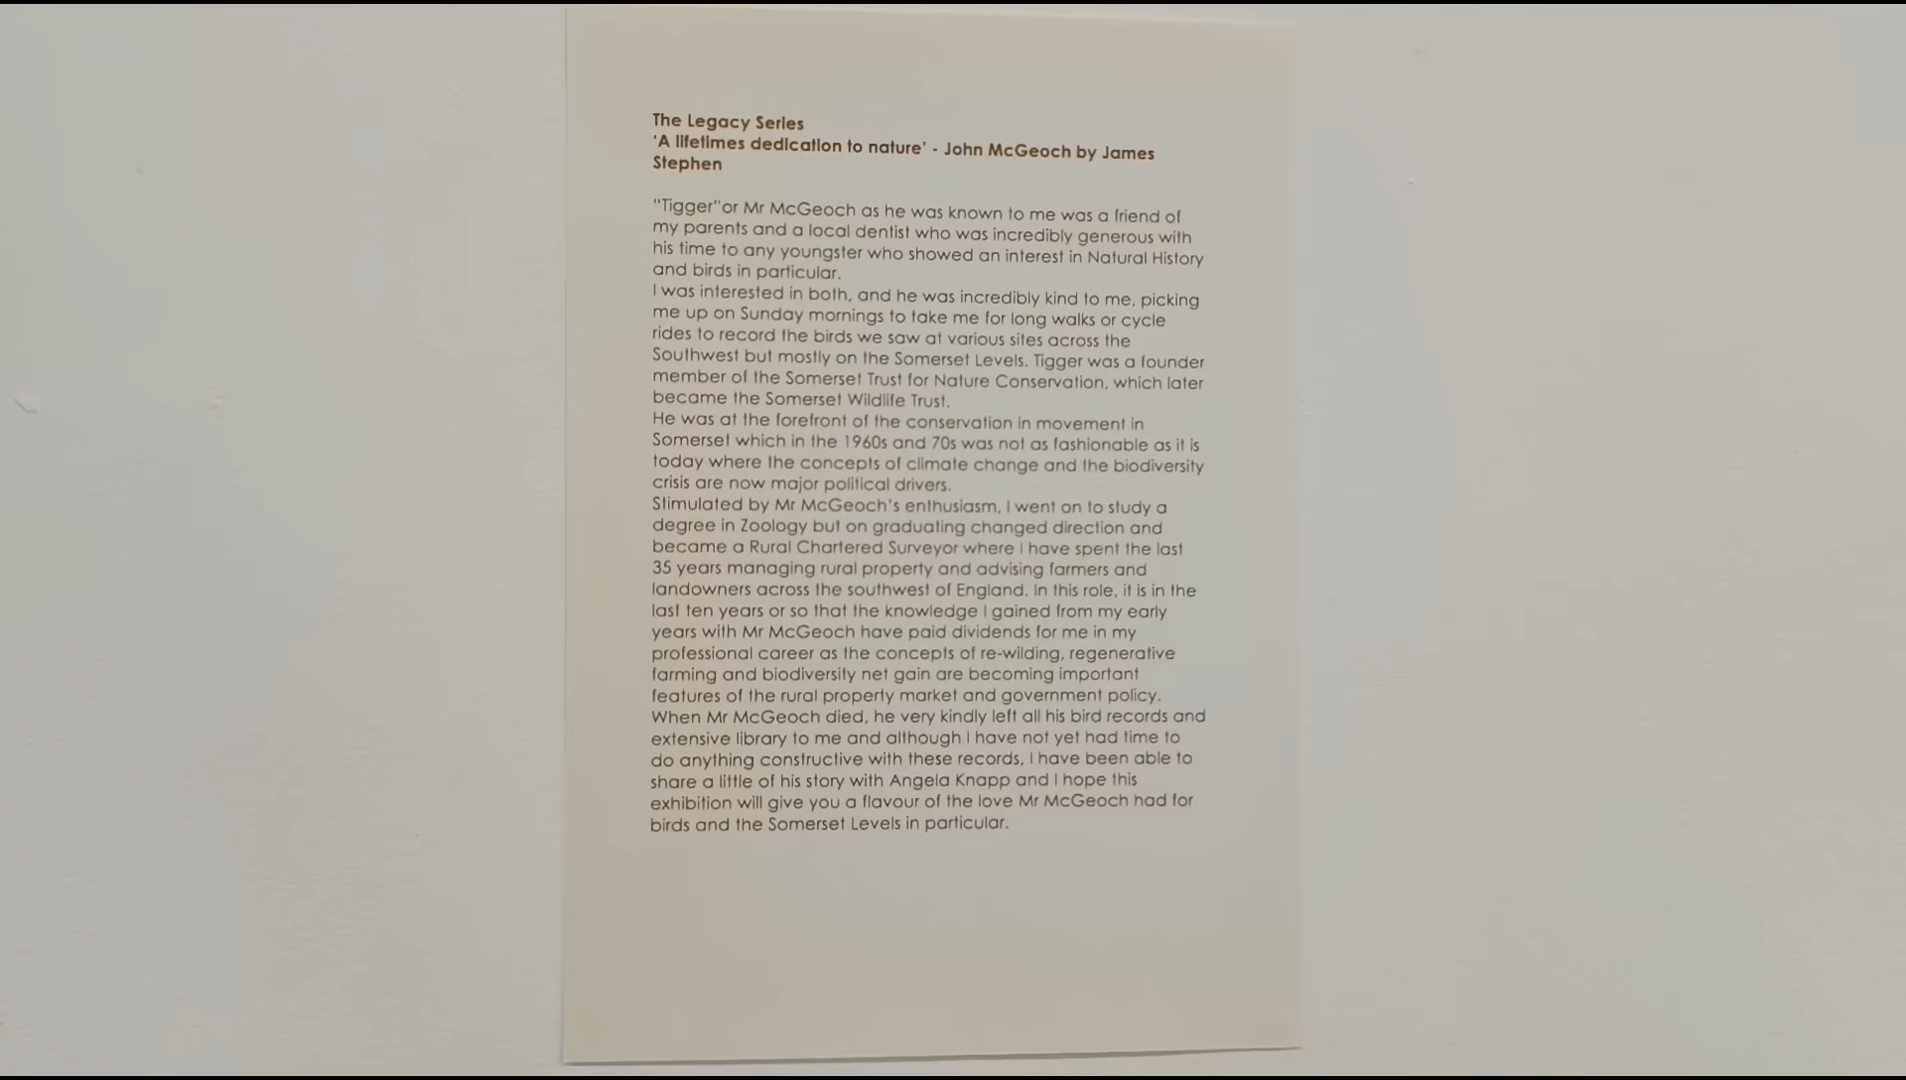 The Legacy Series
'A lifetimes dedication to nature' - John McGeoch by James
Stephen
"Tigger"or Mr McGeoch as he was known to me was a friend of
my parents and a local dentist who was incredibly generous with
his time to any youngster who showed an interest in Natural History
and birds in particular.
I was interested in both, and he was incredibly kind to me, picking
me up on Sunday mornings to take me for long walks or cycle
rides to record the birds we saw at various sites across the
Southwest but mostly on the Somerset Levels. Tigger was a founder
member of the Somerset Trust for Nature Conservation, which later
became the Somerset Wildlife Trust.
He was at the forefront of the conservation in movement in
Somerset which in the 1960s and 70s was not as fashionable as it is
today where the concepts of climate change and the biodiversity
crisis are now major political drivers.
Stimulated by Mr McGeoch's enthusiasm, I went on to study a
degree in Zoology but on graduating changed direction and
became a Rural Chartered Surveyor where I have spent the last
35 years managing rural property and advising farmers and
landowners across the southwest of England. In this role, it is in the
last ten years or so that the knowledge I gained from my early
years with Mr McGeoch have paid dividends for me in my
professional career as the concepts of re-wilding, regenerative
farming and biodiversity net gain are becoming important
features of the rural property market and government policy.
When Mr McGeoch died, he very kindly left all his bird records and
extensive library to me and although I have not yet had time to
do anything constructive with these records, I have been able to
share a little of his story with Angela Knapp and I hope this
exhibition will give you a flavour of the love Mr McGeoch had for
birds and the Somerset Levels in particular.